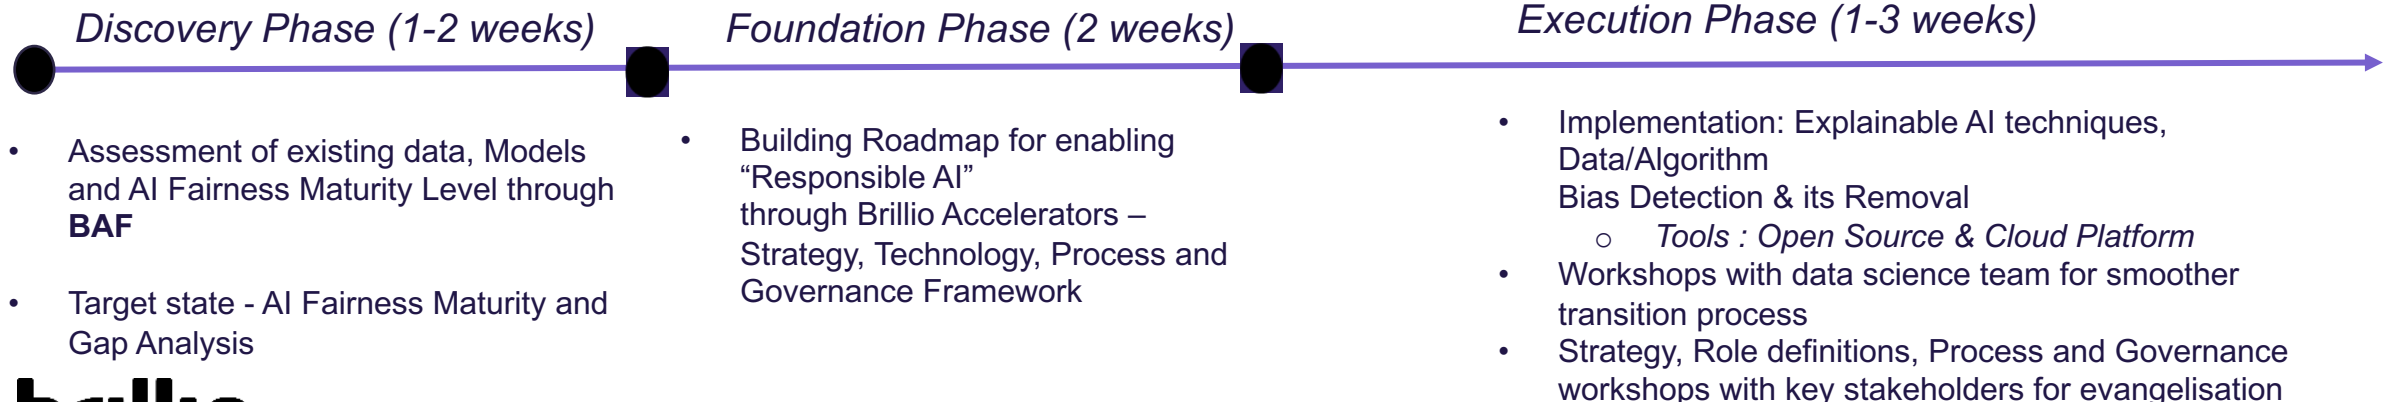 Discovery Phase (1-2 weeks)
Foundation Phase (2 weeks)
Execution Phase (1-3 weeks)
• Assessment of existing data, Models
and AI Fairness Maturity Level through
BAF
• Target state - AI Fairness Maturity and
Gap Analysis
• Building Roadmap for enabling
“Responsible AI”
through Brillio Accelerators –
Strategy, Technology, Process and
Governance Framework
• Implementation: Explainable AI techniques,
Data/Algorithm
Bias Detection & its Removal
o Tools : Open Source & Cloud Platform
• Workshops with data science team for smoother
transition process
• Strategy, Role definitions, Process and Governance
workshops with key stakeholders for evangelisation
brillio